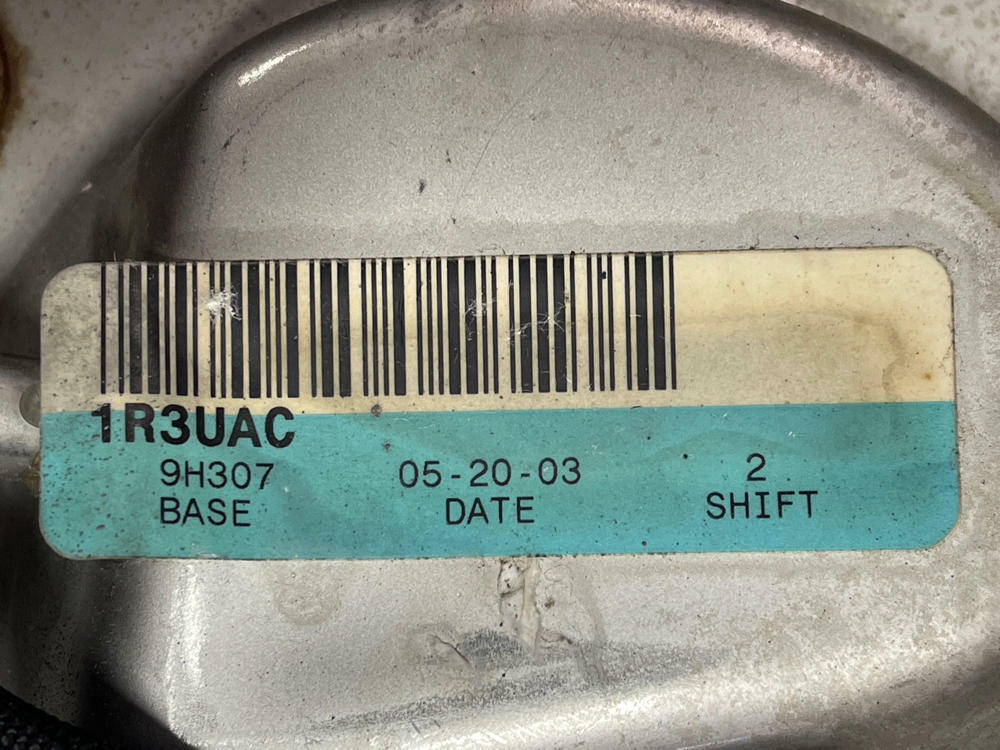 1R3UAC
9H307 05-20-03 2
BASE DATE SHIFT